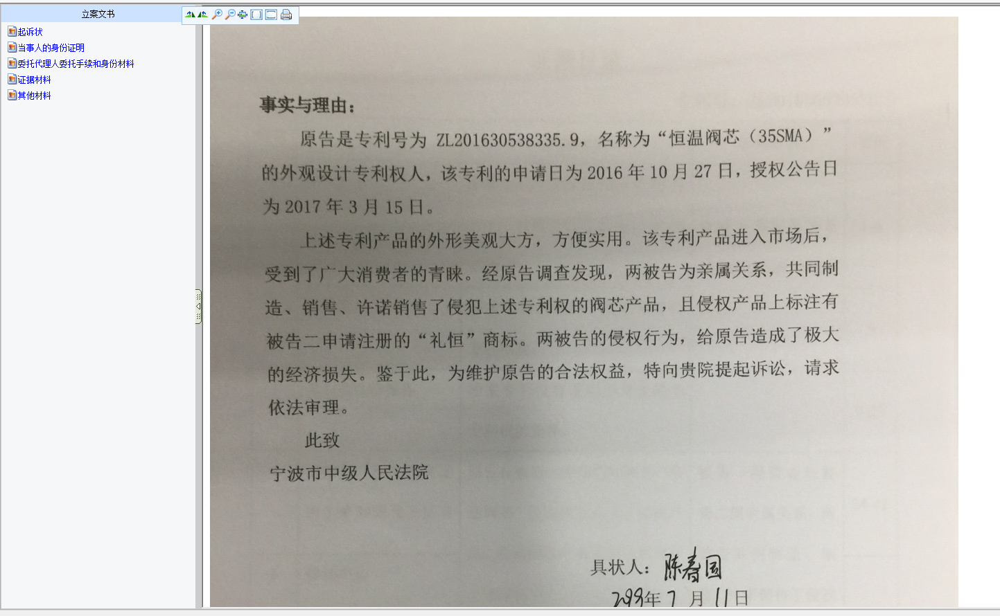 立案文书
起诉状
当事人的身份证明
委托代理人委托手续和身份材料
证据材料
其他材料
事实与理由：
原告是专利号为 ZL201630538335.9，名称为“恒温阀芯（35SMA）”
的外观设计专利权人，该专利的申请日为 2016 年 10 月 27 日，授权公告日
为 2017 年 3 月 15 日。
上述专利产品的外形美观大方，方便实用。该专利产品进入市场后，
受到了广大消费者的青睐。经原告调查发现，两被告为亲属关系，共同制
造、销售、许诺销售了侵犯上述专利权的阀芯产品，且侵权产品上标注有
被告二申请注册的“礼恒”商标。两被告的侵权行为，给原告造成了极大
的经济损失。鉴于此，为维护原告的合法权益，特向贵院提起诉讼，请求
依法审理。
此致
宁波市中级人民法院
具状人：陈春国
年 7 月 11 日